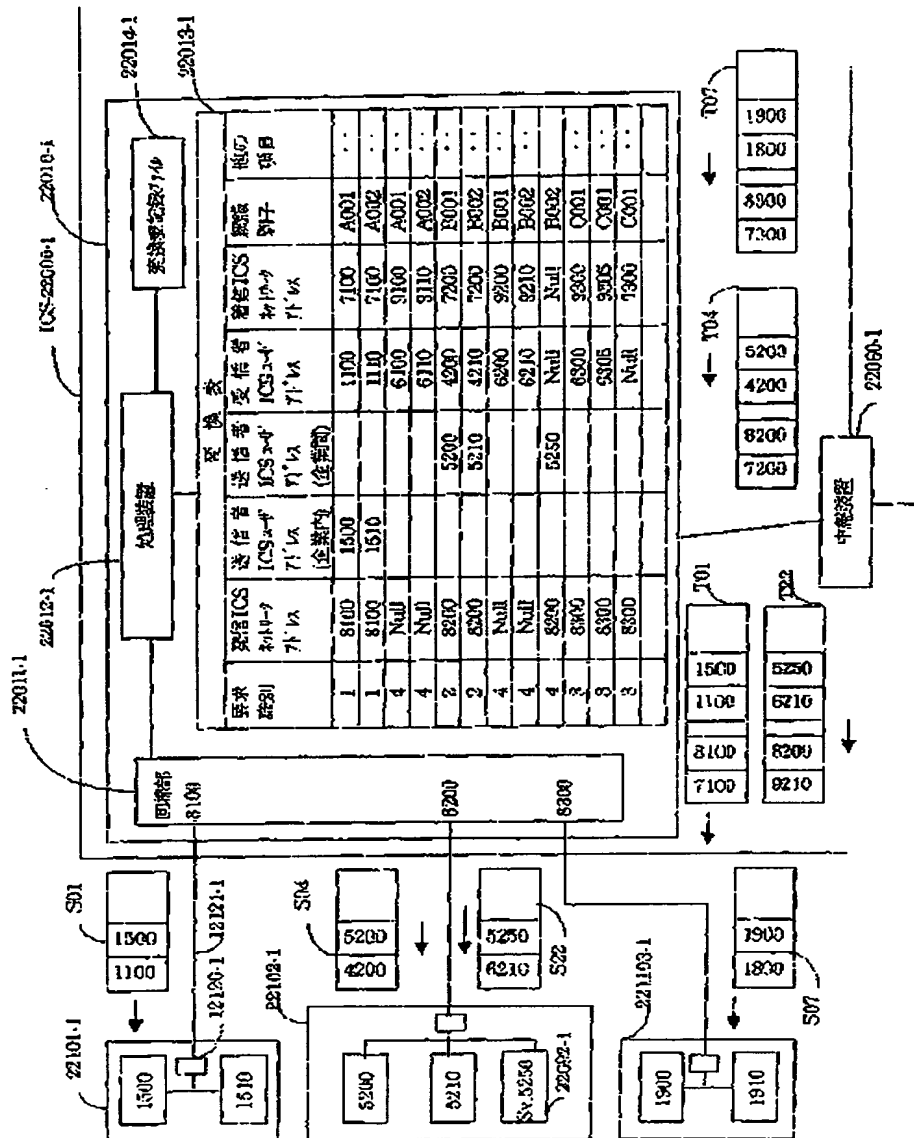 ICS-22000-1
22010-1
22014-1
22013-1
22012-1
22011-1
処理装置
変換表記録ファイル
回線部
8100
8200
8300
変換表
要求識別 発信ICSネットワークアドレス 送信者ICSユーザアドレス(企業内) 送信者ICSユーザアドレス(企業間) 受信者ICSユーザアドレス 着信ICSネットワークアドレス 他の項目
1 8100 1500 1100 7100 A001 ‥
1 8100 1510 1110 7100 A002 ‥
4 Null 6100 9100 A001 ‥
4 Null 6110 9110 A002 ‥
2 8200 5200 4200 7200 B001 ‥
2 8200 5210 4210 7200 B002 ‥
4 Null 6200 9200 B001 ‥
4 Null 6210 9210 B002 ‥
4 8200 5250 Null Null B002 ‥
3 8300 6300 9300 C001 ‥
3 8300 C001 ‥
3 8300 Null 7300 C001 ‥
T07
1900
1800
8300
7300
T04
5200
4200
8200
7200
22060-1
中継装置
T01
1500
1100
8100
7100
T22
5250
6210
8200
9210
S01
1500
1100
12121-1
12120-1
22101-1
1500
1510
S04
5200
4200
S22
5250
6210
22102-1
5200
5210
Sv.5250
22092-1
221103-1
1900
1800
S07
1900
1910